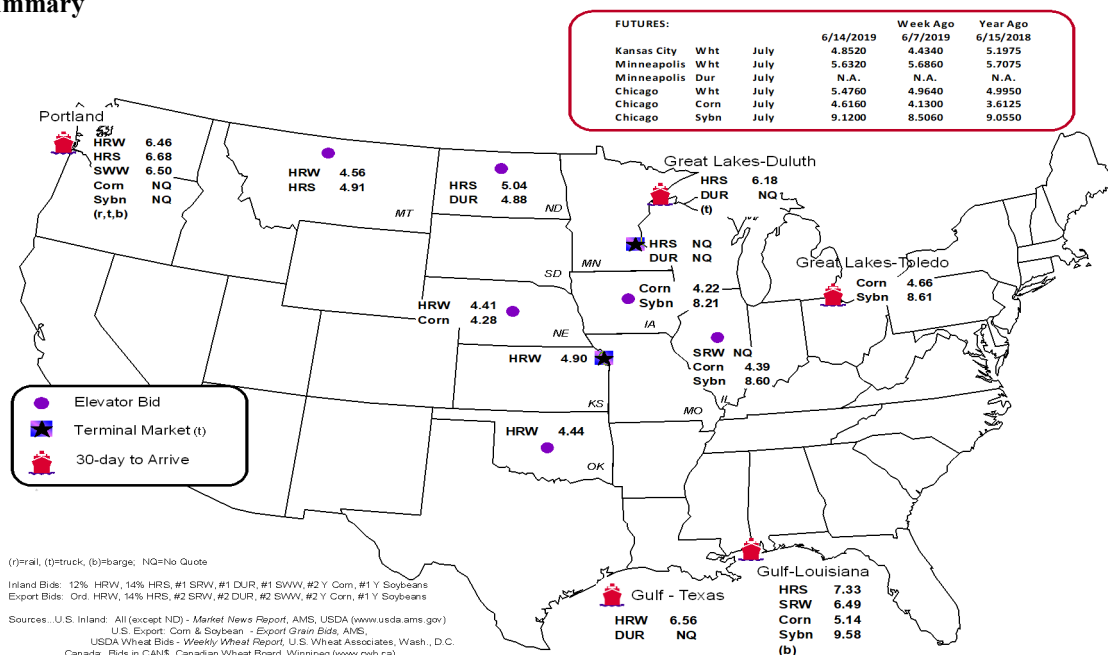 mmary
FUTURES: Week Ago Year Ago
6/14/2019 6/7/2019 6/15/2018
Kansas City Wht July 4.8520 4.4340 5.1975
Minneapolis Wht July 5.6320 5.6860 5.7075
Minneapolis Dur July N.A. N.A. N.A.
Chicago Wht July 5.4760 4.9640 4.9950
Chicago Corn July 4.6160 4.1300 3.6125
Chicago Sybn July 9.1200 8.5060 9.0550
Portland
HRW 6.46
HRS 6.68
SWW 6.50
Corn NQ
Sybn NQ
(r,t,b)
HRW 4.56
HRS 4.91
MT
HRS 5.04
DUR 4.88
ND
Great Lakes-Duluth
HRS 6.18
DUR NQ
(t)
HRS NQ
DUR NQ
MN
SD
Great Lakes-Toledo
Corn 4.66
Sybn 8.61
Corn 4.22
Sybn 8.21
IA
HRW 4.41
Corn 4.28
NE
HRW 4.90
KS
SRW NQ
Corn 4.39
Sybn 8.60
IL
MO
HRW 4.44
OK
Elevator Bid
Terminal Market (t)
30-day to Arrive
Gulf - Texas
HRW 6.56
DUR NQ
Gulf-Louisiana
HRS 7.33
SRW 6.49
Corn 5.14
Sybn 9.58
(b)
(r)=rail, (t)=truck, (b)=barge; NQ=No Quote
Inland Bids: 12% HRW, 14% HRS, #1 SRW, #1 DUR, #1 SWW, #2 Y Corn, #1 Y Soybeans
Export Bids: Ord. HRW, 14% HRS, #2 SRW, #2 DUR, #2 SWW, #2 Y Corn, #1 Y Soybeans
Sources...U.S. Inland: All (except ND) - Market News Report, AMS, USDA (www.usda.ams.gov)
U.S. Export: Corn & Soybean - Export Grain Bids, AMS,
USDA Wheat Bids - Weekly Wheat Report, U.S. Wheat Associates, Wash., D.C.
Canada: Bids in CAN$, Canadian Wheat Board, Winnipeg (www.cwb.ca)